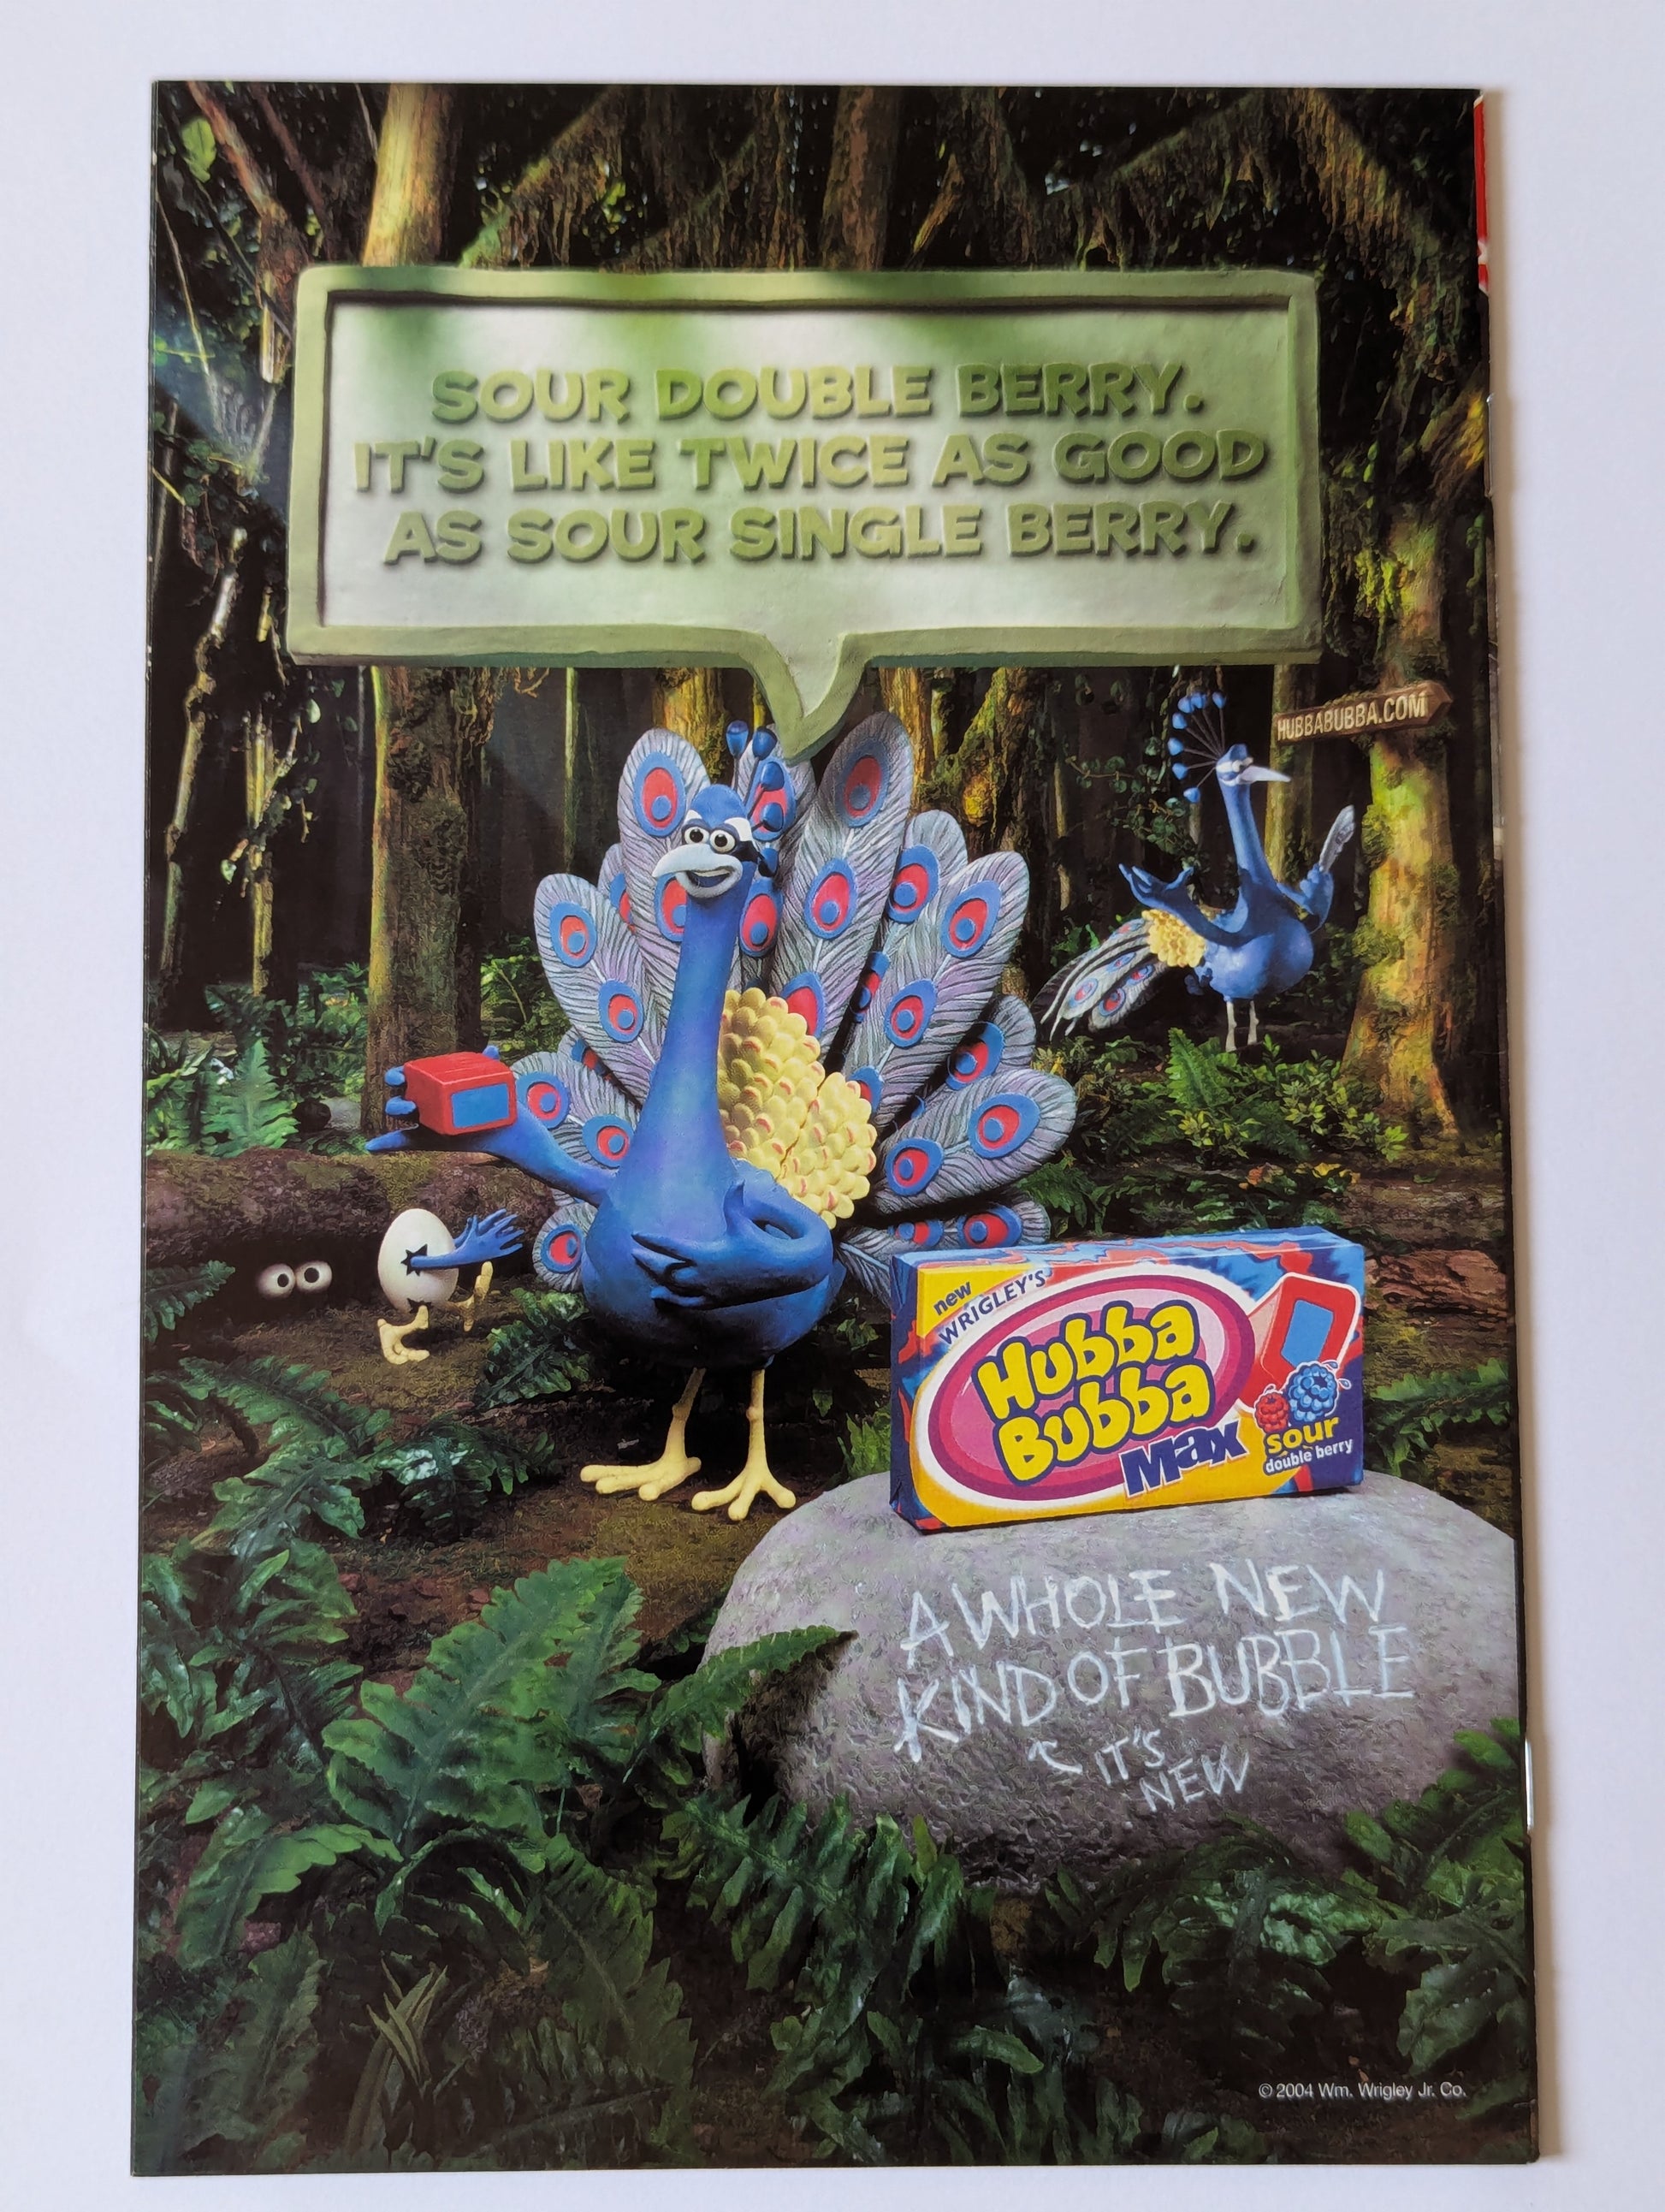 SOUR DOUBLE BERRY.
IT'S LIKE TWICE AS GOOD
AS SOUR SINGLE BERRY.
HUBBABUBBA.COM
new
WRIGLEY'S
Hubba
Bubba
Max
sour
double berry
A WHOLE NEW
KIND OF BUBBLE
IT'S
NEW
© 2004 Wm. Wrigley Jr. Co.